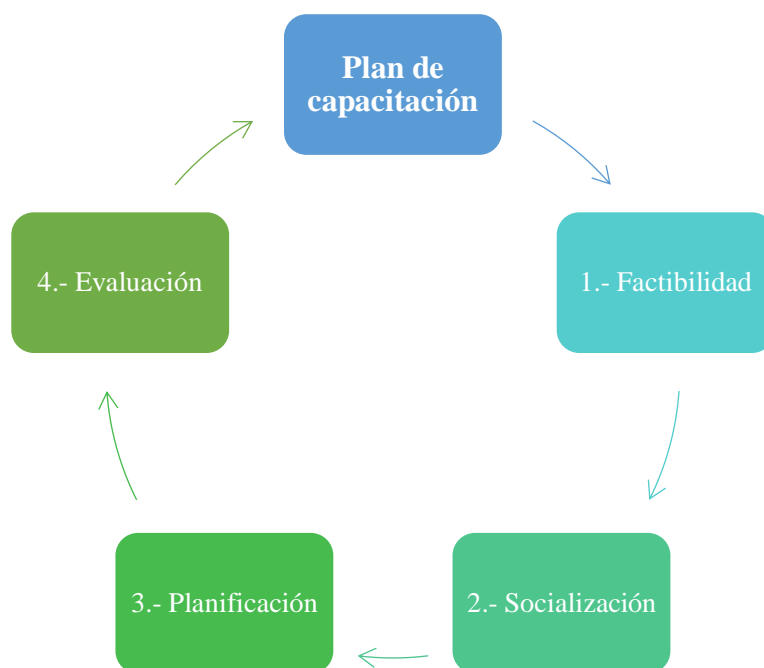 Plan de
capacitación
1.- Factibilidad
2.- Socialización
3.- Planificación
4.- Evaluación